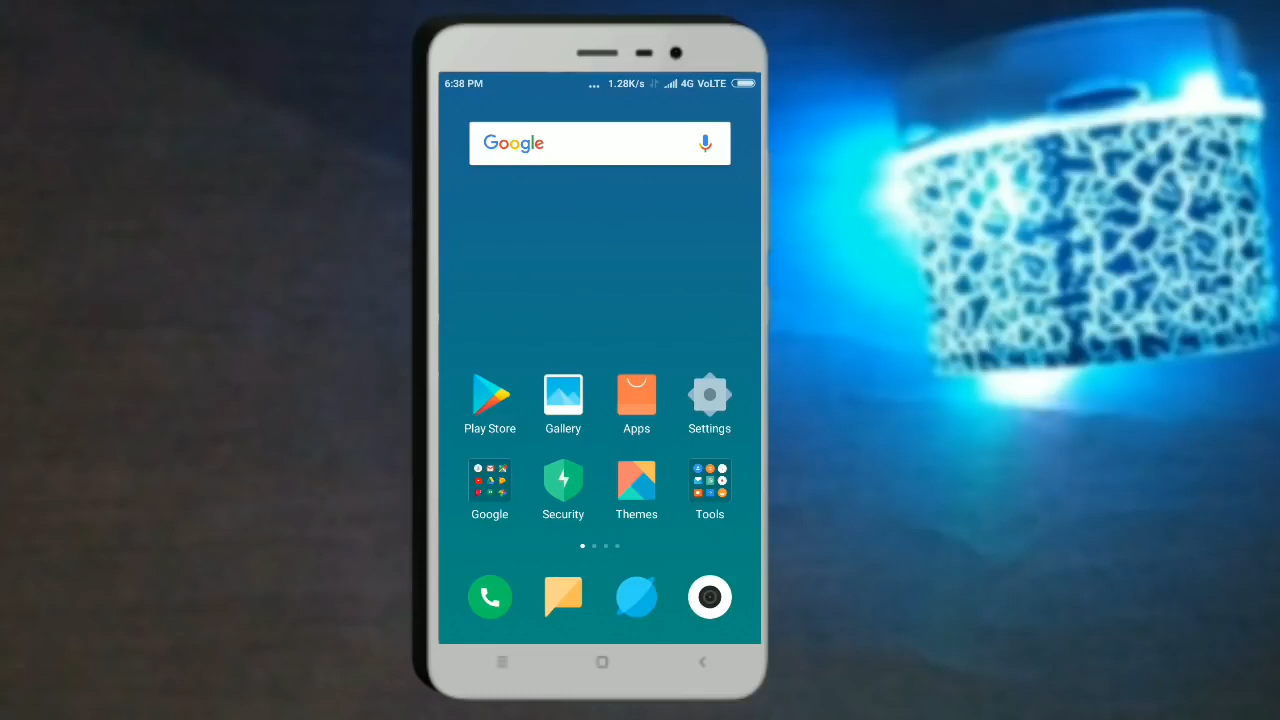 6:38 PM ... 1.28K/s 4G VoLTE
Google
Play Store Gallery Apps Settings
Google Security Themes Tools